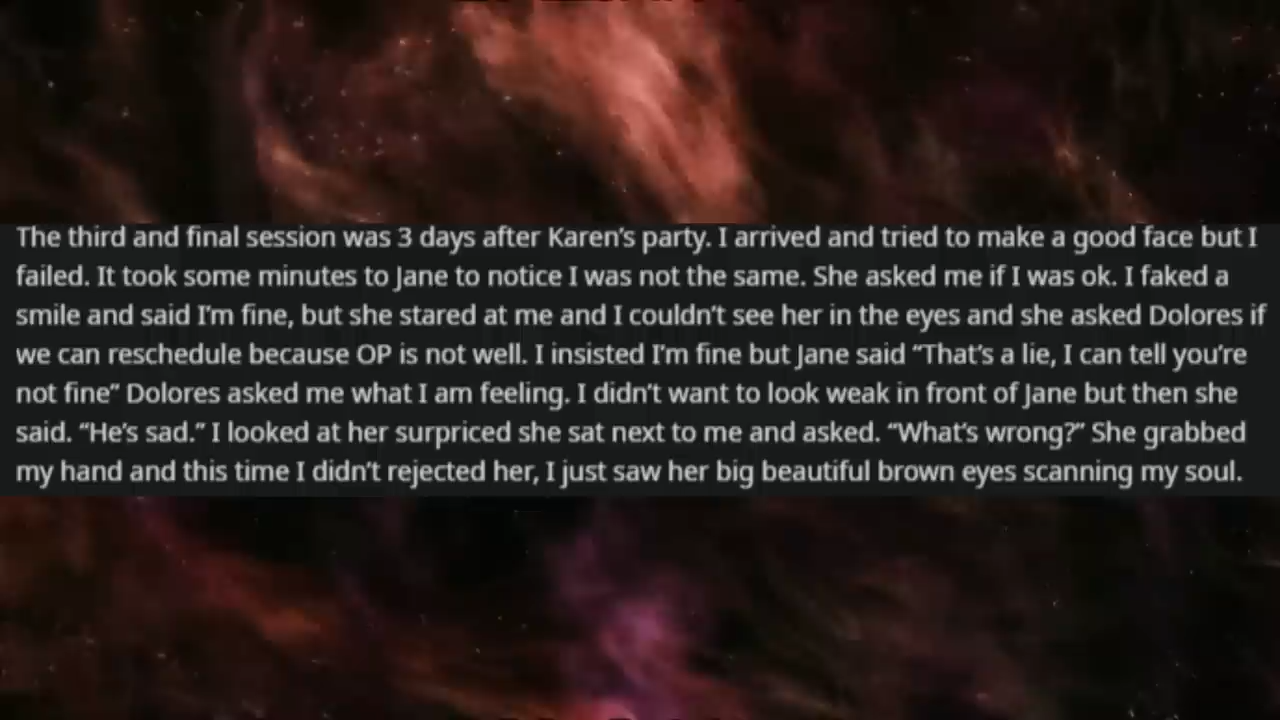 The third and final session was 3 days after Karen's party. I arrived and tried to make a good face but I
failed. It took some minutes to Jane to notice I was not the same. She asked me if I was ok. I faked a
smile and said I'm fine, but she stared at me and I couldn't see her in the eyes and she asked Dolores if
we can reschedule because OP is not well. I insisted I'm fine but Jane said “That's a lie, I can tell you're
not fine” Dolores asked me what I am feeling. I didn't want to look weak in front of Jane but then she
said. “He's sad.” I looked at her surpriced she sat next to me and asked. “What's wrong?” She grabbed
my hand and this time I didn't rejected her, I just saw her big beautiful brown eyes scanning my soul.